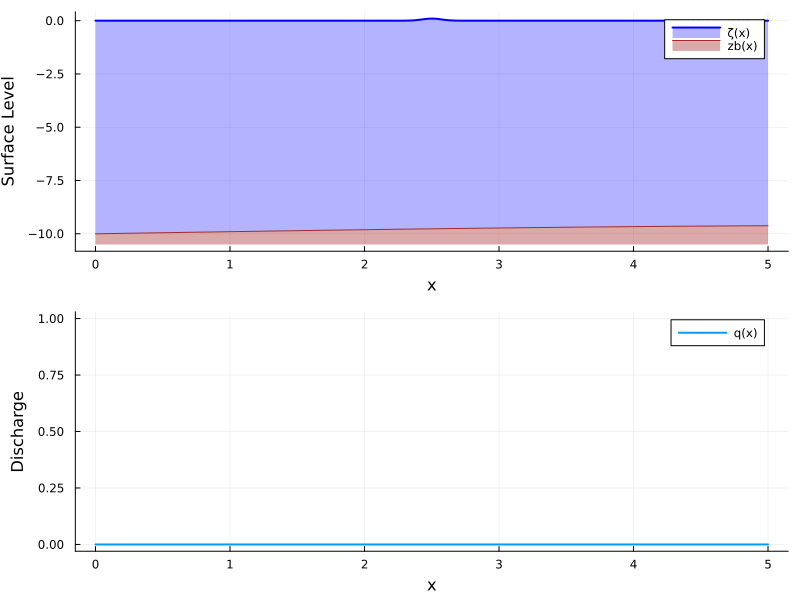 Surface Level
0.0
−2.5
−5.0
−7.5
−10.0
ζ(x)
zb(x)
0 1 2 3 4 5
x
Discharge
1.00
0.75
0.50
0.25
0.00
q(x)
0 1 2 3 4 5
x